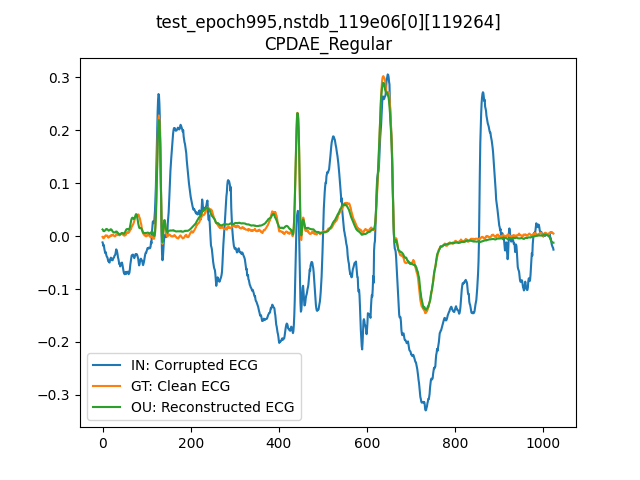 test_epoch995,nstdb_119e06[0][119264]
CPDAE_Regular
0.3
0.2
0.1
0.0
−0.1
−0.2
−0.3
IN: Corrupted ECG
GT: Clean ECG
OU: Reconstructed ECG
0 200 400 600 800 1000